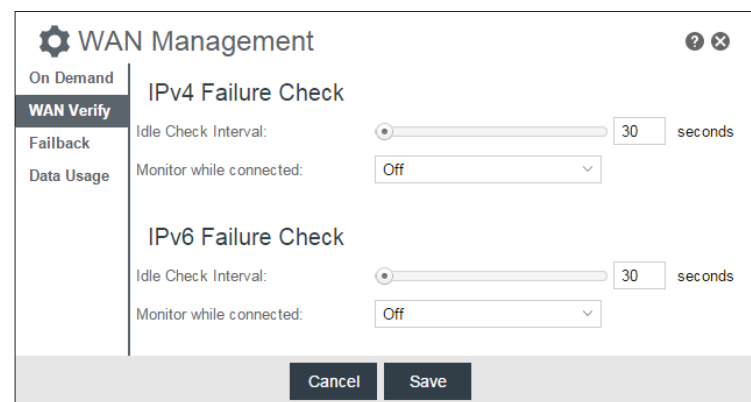 WAN Management
On Demand
WAN Verify
Failback
Data Usage
IPv4 Failure Check
Idle Check Interval: 30 seconds
Monitor while connected: Off
IPv6 Failure Check
Idle Check Interval: 30 seconds
Monitor while connected: Off
Cancel Save